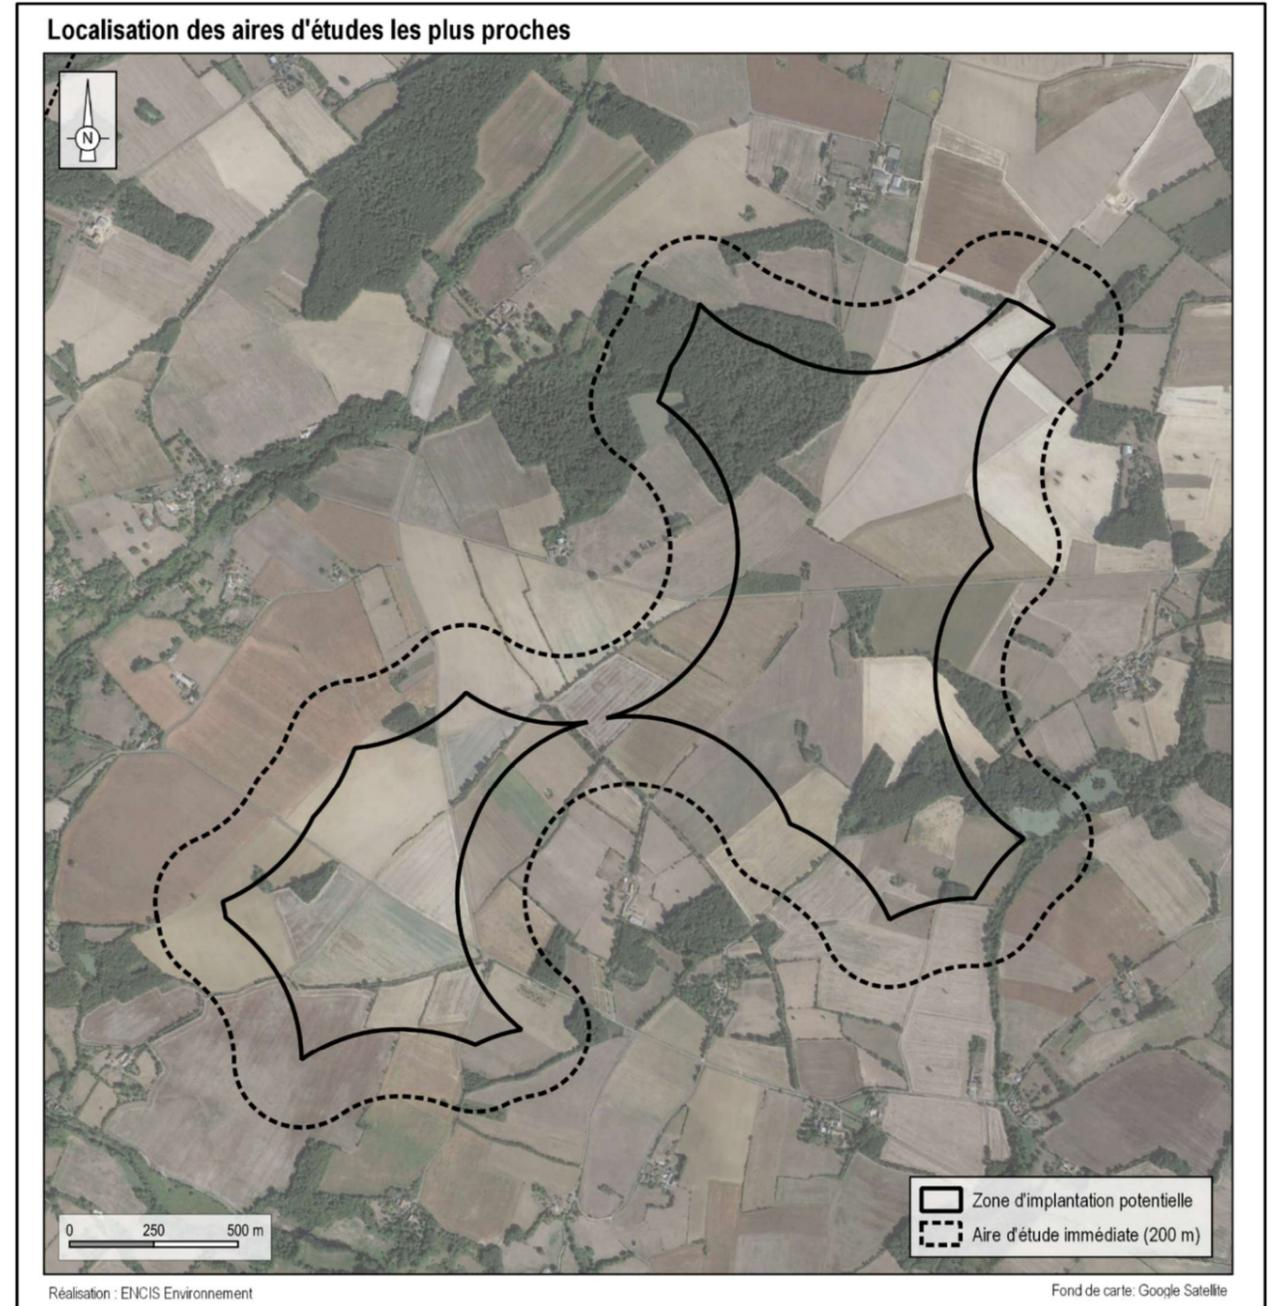 Localisation des aires d'études les plus proches
N
Zone d'implantation potentielle
0 250 500 m
Aire d'étude immédiate (200 m)
Réalisation : ENCIS Environnement
Fond de carte: Google Satellite